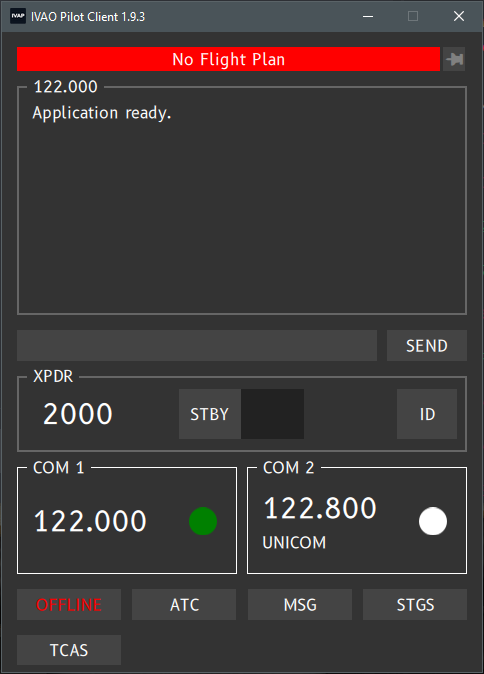 IVAP
IVAO Pilot Client 1.9.3
No Flight Plan
122.000
Application ready.
SEND
XPDR
2000
STBY
ID
COM 1
122.000
COM 2
122.800
UNICOM
OFFLINE
ATC
MSG
STGS
TCAS